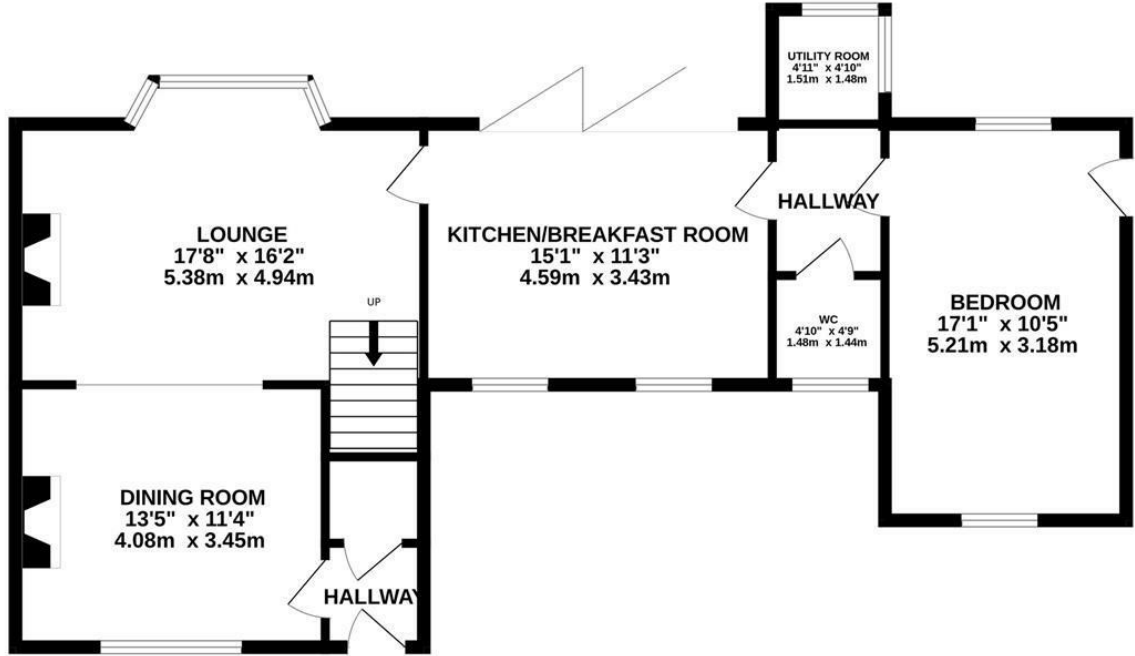 UTILITY ROOM
4'11" x 4'10"
1.51m x 1.48m
LOUNGE
17'8" x 16'2"
5.38m x 4.94m
KITCHEN/BREAKFAST ROOM
15'1" x 11'3"
4.59m x 3.43m
HALLWAY
UP
WC
4'10" x 4'9"
1.48m x 1.44m
BEDROOM
17'1" x 10'5"
5.21m x 3.18m
DINING ROOM
13'5" x 11'4"
4.08m x 3.45m
HALLWAY